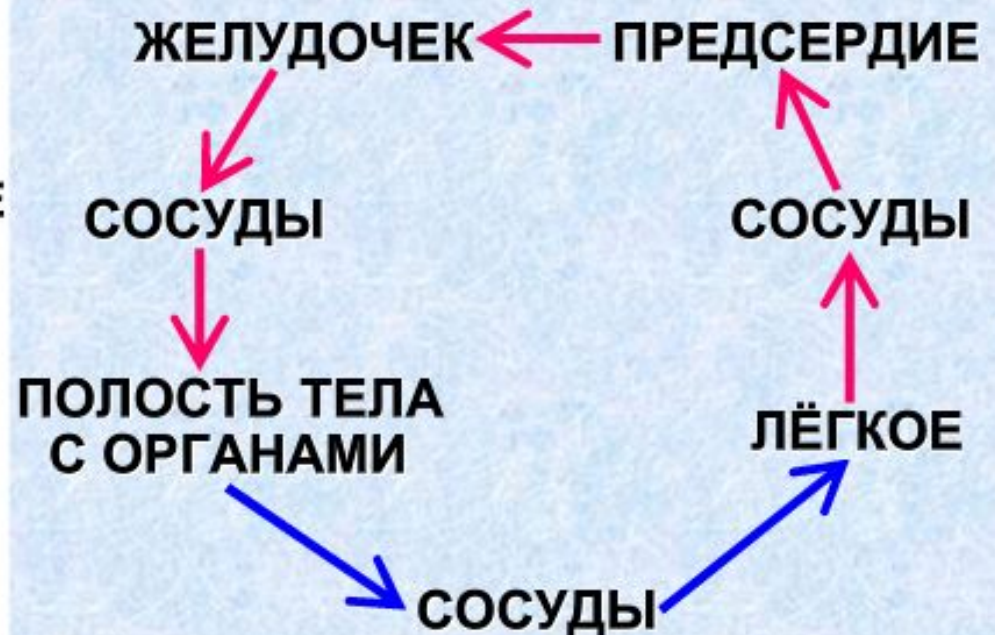 ЖЕЛУДОЧЕК ПРЕДСЕРДИЕ
СОСУДЫ СОСУДЫ
ПОЛОСТЬ ТЕЛА
С ОРГАНАМИ
ЛЁГКОЕ
СОСУДЫ